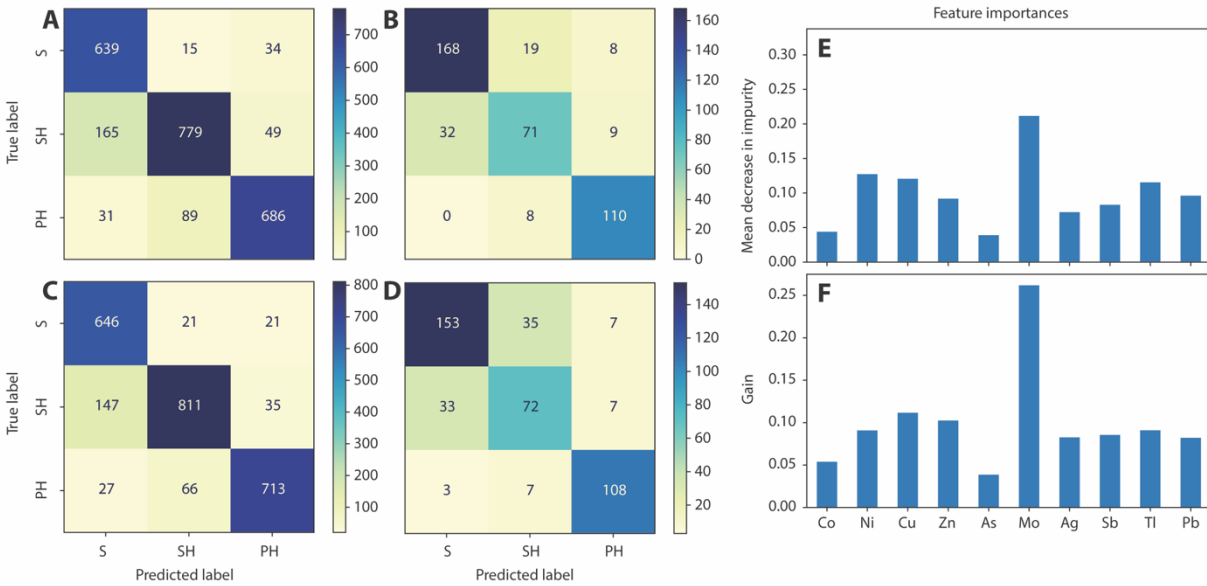 A
S
SH
PH
True label
639 15 34
165 779 49
31 89 686
700
600
500
400
300
200
100
B
168 19 8
32 71 9
0 8 110
160
140
120
100
80
60
40
20
0
C
S
SH
PH
True label
646 21 21
147 811 35
27 66 713
S SH PH
Predicted label
800
700
600
500
400
300
200
100
D
153 35 7
33 72 7
3 7 108
S SH PH
Predicted label
140
120
100
80
60
40
20
Feature importances
E
Mean decrease in impurity
0.30
0.25
0.20
0.15
0.10
0.05
0.00
F
Gain
0.25
0.20
0.15
0.10
0.05
0.00
Co Ni Cu Zn As Mo Ag Sb Tl Pb